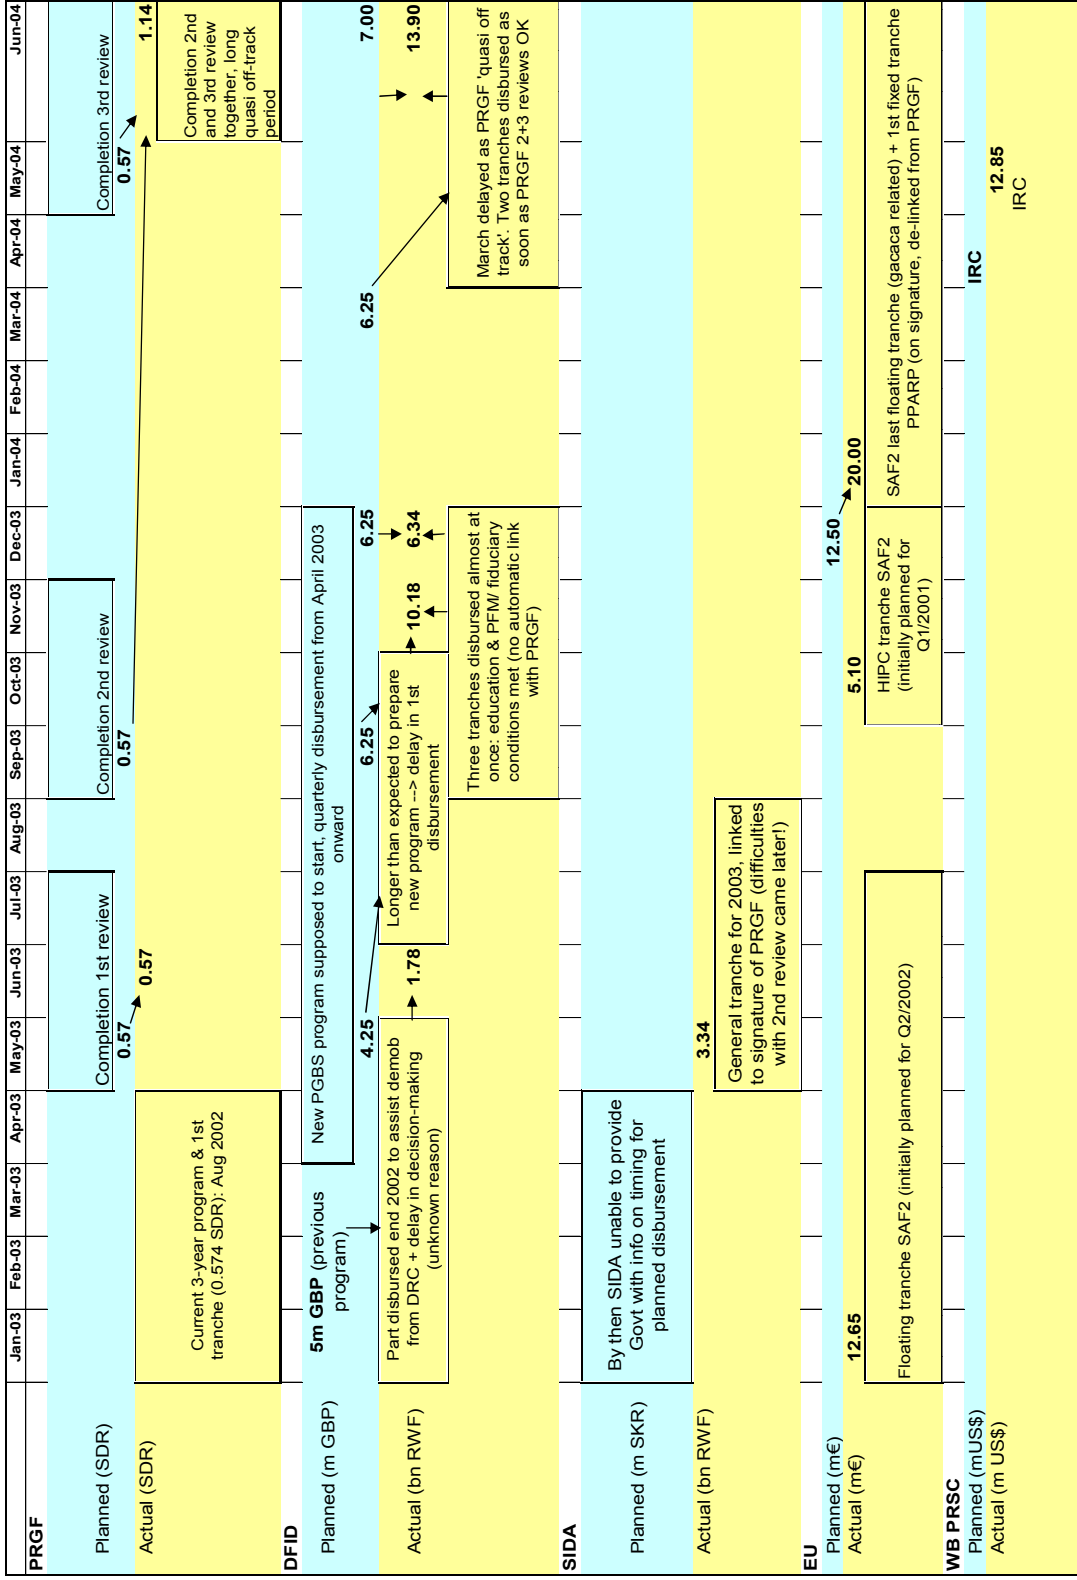 Jan-03 Feb-03 Mar-03 Apr-03 May-03 Jun-03 Jul-03 Aug-03 Sep-03 Oct-03 Nov-03 Dec-03 Jan-04 Feb-04 Mar-04 Apr-04 May-04 Jun-04
PRGF
Completion 1st review
Completion 2nd review
Completion 3rd review
Planned (SDR)
0.57
0.57
0.57
Actual (SDR)
0.57
1.14
Current 3-year program & 1st
tranche (0.574 SDR): Aug 2002
Completion 2nd
and 3rd review
together, long
quasi off-track
period
DFID
5m GBP (previous
program)
New PGBS program supposed to start, quarterly disbursement from April 2003
onward
Planned (m GBP)
4.25
6.25
6.25
6.25
7.00
Part disbursed end 2002 to assist demob
from DRC + delay in decision-making
(unknown reason)
Actual (bn RWF)
1.78
Longer than expected to prepare
new program --> delay in 1st
disbursement
10.18
6.34
13.90
Three tranches disbursed almost at
once: education & PFM/ fiduciary
conditions met (no automatic link
with PRGF)
March delayed as PRGF 'quasi off
track'. Two tranches disbursed as
soon as PRGF 2+3 reviews OK
SIDA
By then SIDA unable to provide
Govt with info on timing for
planned disbursement
Planned (m SKR)
Actual (bn RWF)
3.34
General tranche for 2003, linked
to signature of PRGF (difficulties
with 2nd review came later!)
EU
Planned (m€)
12.50
Actual (m€)
12.65
5.10
20.00
Floating tranche SAF2 (initially planned for Q2/2002)
HIPC tranche SAF2
(initially planned for
Q1/2001)
SAF2 last floating tranche (gacaca related) + 1st fixed tranche
PPARP (on signature, de-linked from PRGF)
WB PRSC
Planned (mUS$)
IRC
Actual (m US$)
12.85
IRC